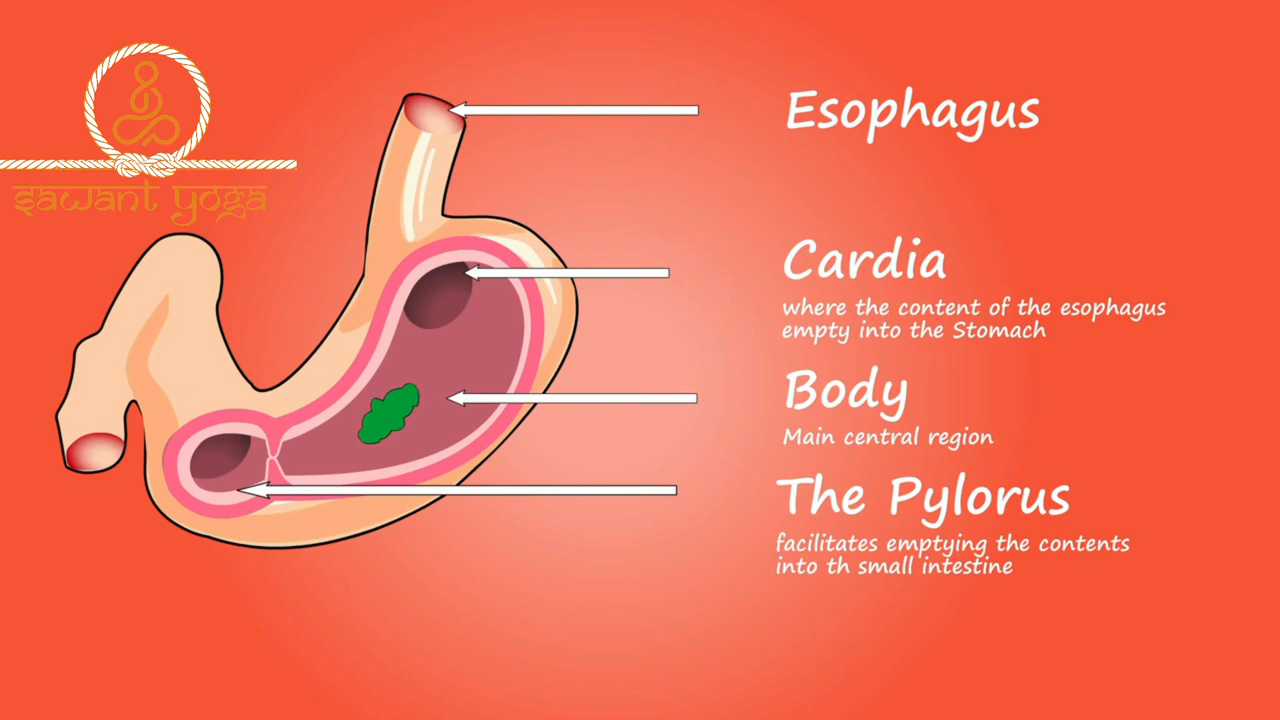 sawant yoga
Esophagus
Cardia
where the content of the esophagus
empty into the Stomach
Body
Main central region
The Pylorus
facilitates emptying the contents
into th small intestine